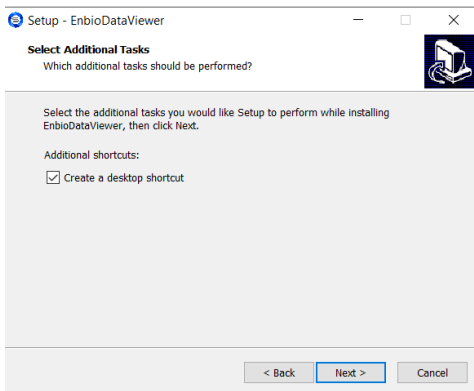 Setup - EnbioDataViewer
Select Additional Tasks
Which additional tasks should be performed?
Select the additional tasks you would like Setup to perform while installing
EnbioDataViewer, then click Next.
Additional shortcuts:
Create a desktop shortcut
< Back Next > Cancel